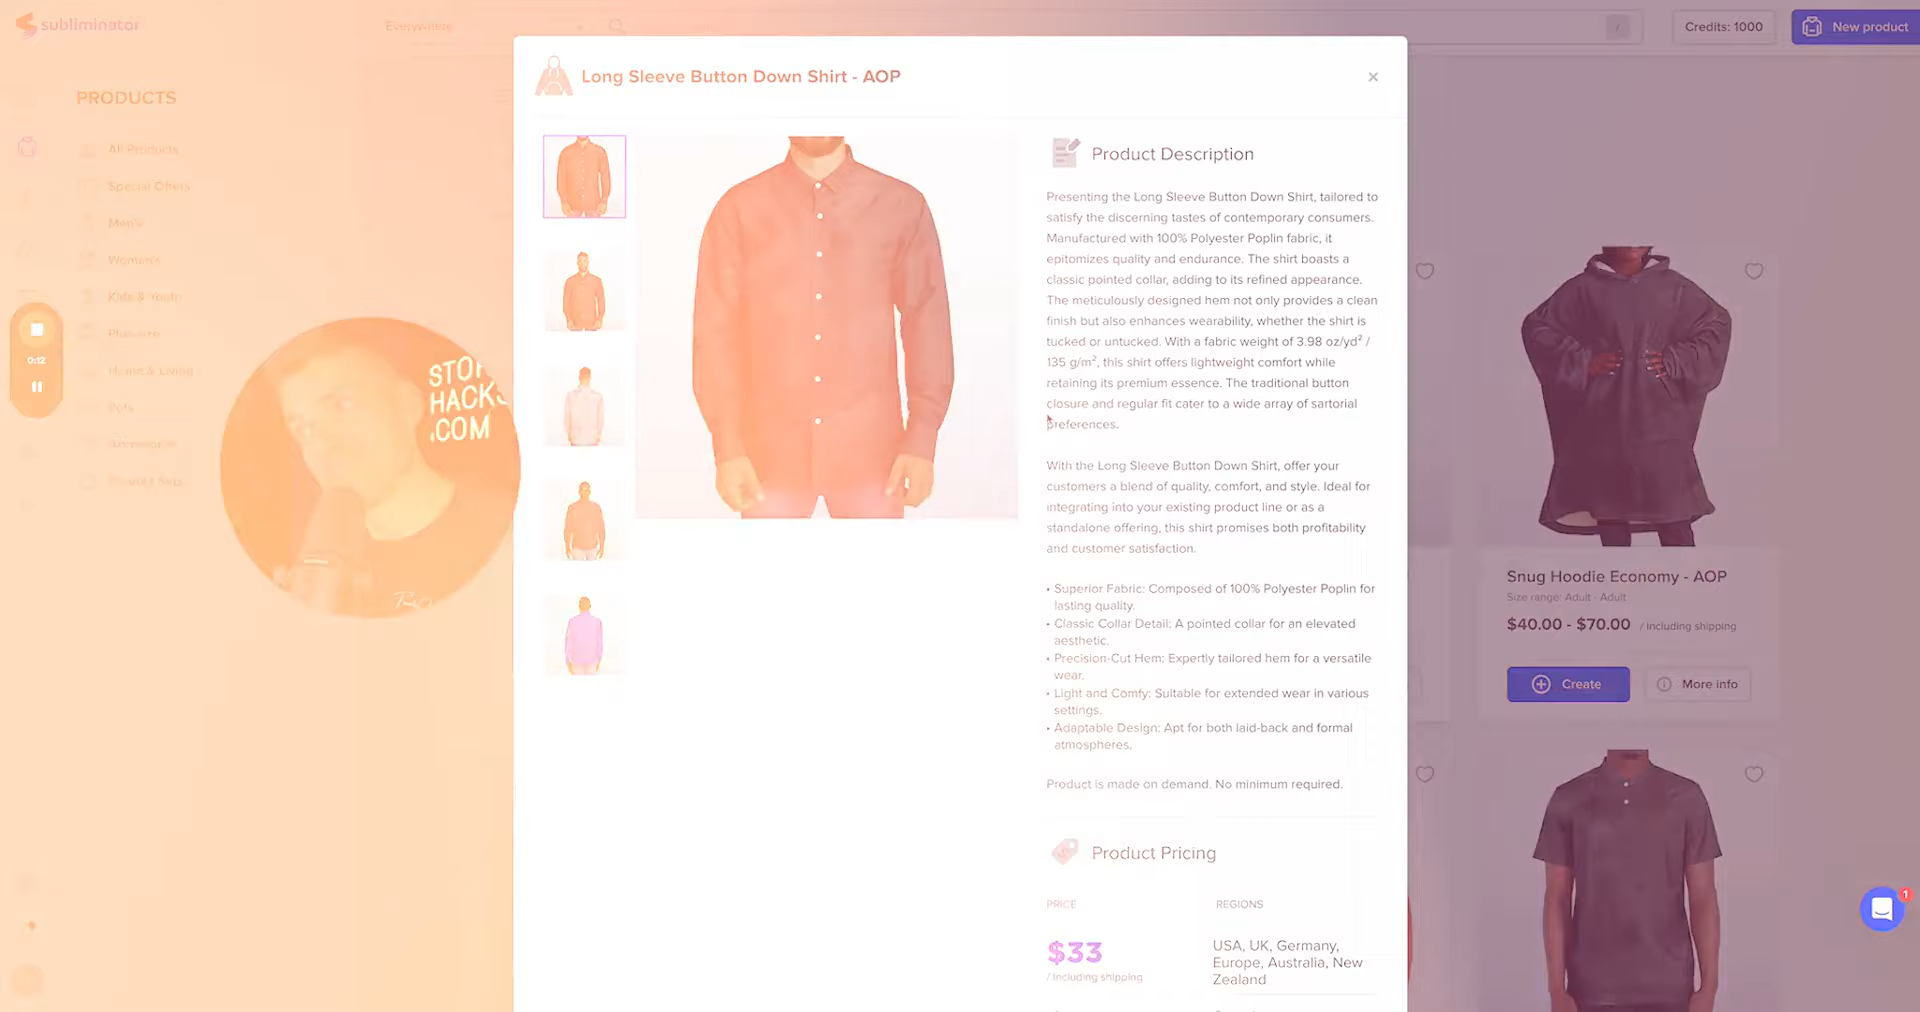 subliminator
Everywhere
/
Credits: 1000
New product
PRODUCTS
All Products
Special Offers
Men's
Women's
Kids & Youth
Home & Living
Pets
Accessories
0:12
STOP
HACKS
.COM
Long Sleeve Button Down Shirt - AOP
×
Product Description
Presenting the Long Sleeve Button Down Shirt, tailored to
satisfy the discerning tastes of contemporary consumers.
Manufactured with 100% Polyester Poplin fabric, it
epitomizes quality and endurance. The shirt boasts a
classic pointed collar, adding to its refined appearance.
The meticulously designed hem not only provides a clean
finish but also enhances wearability, whether the shirt is
tucked or untucked. With a fabric weight of 3.98 oz/yd² /
135 g/m², this shirt offers lightweight comfort while
retaining its premium essence. The traditional button
closure and regular fit cater to a wide array of sartorial
preferences.
With the Long Sleeve Button Down Shirt, offer your
customers a blend of quality, comfort, and style. Ideal for
integrating into your existing product line or as a
standalone offering, this shirt promises both profitability
and customer satisfaction.
• Superior Fabric: Composed of 100% Polyester Poplin for
lasting quality.
• Classic Collar Detail: A pointed collar for an elevated
aesthetic.
• Precision-Cut Hem: Expertly tailored hem for a versatile
wear.
• Light and Comfy: Suitable for extended wear in various
settings.
• Adaptable Design: Apt for both laid-back and formal
atmospheres.
Product is made on demand. No minimum required.
Product Pricing
PRICE
REGIONS
$33
/ Including shipping
USA, UK, Germany,
Europe, Australia, New
Zealand
Snug Hoodie Economy - AOP
Size range: Adult - Adult
$40.00 - $70.00 / Including shipping
Create
More info
1